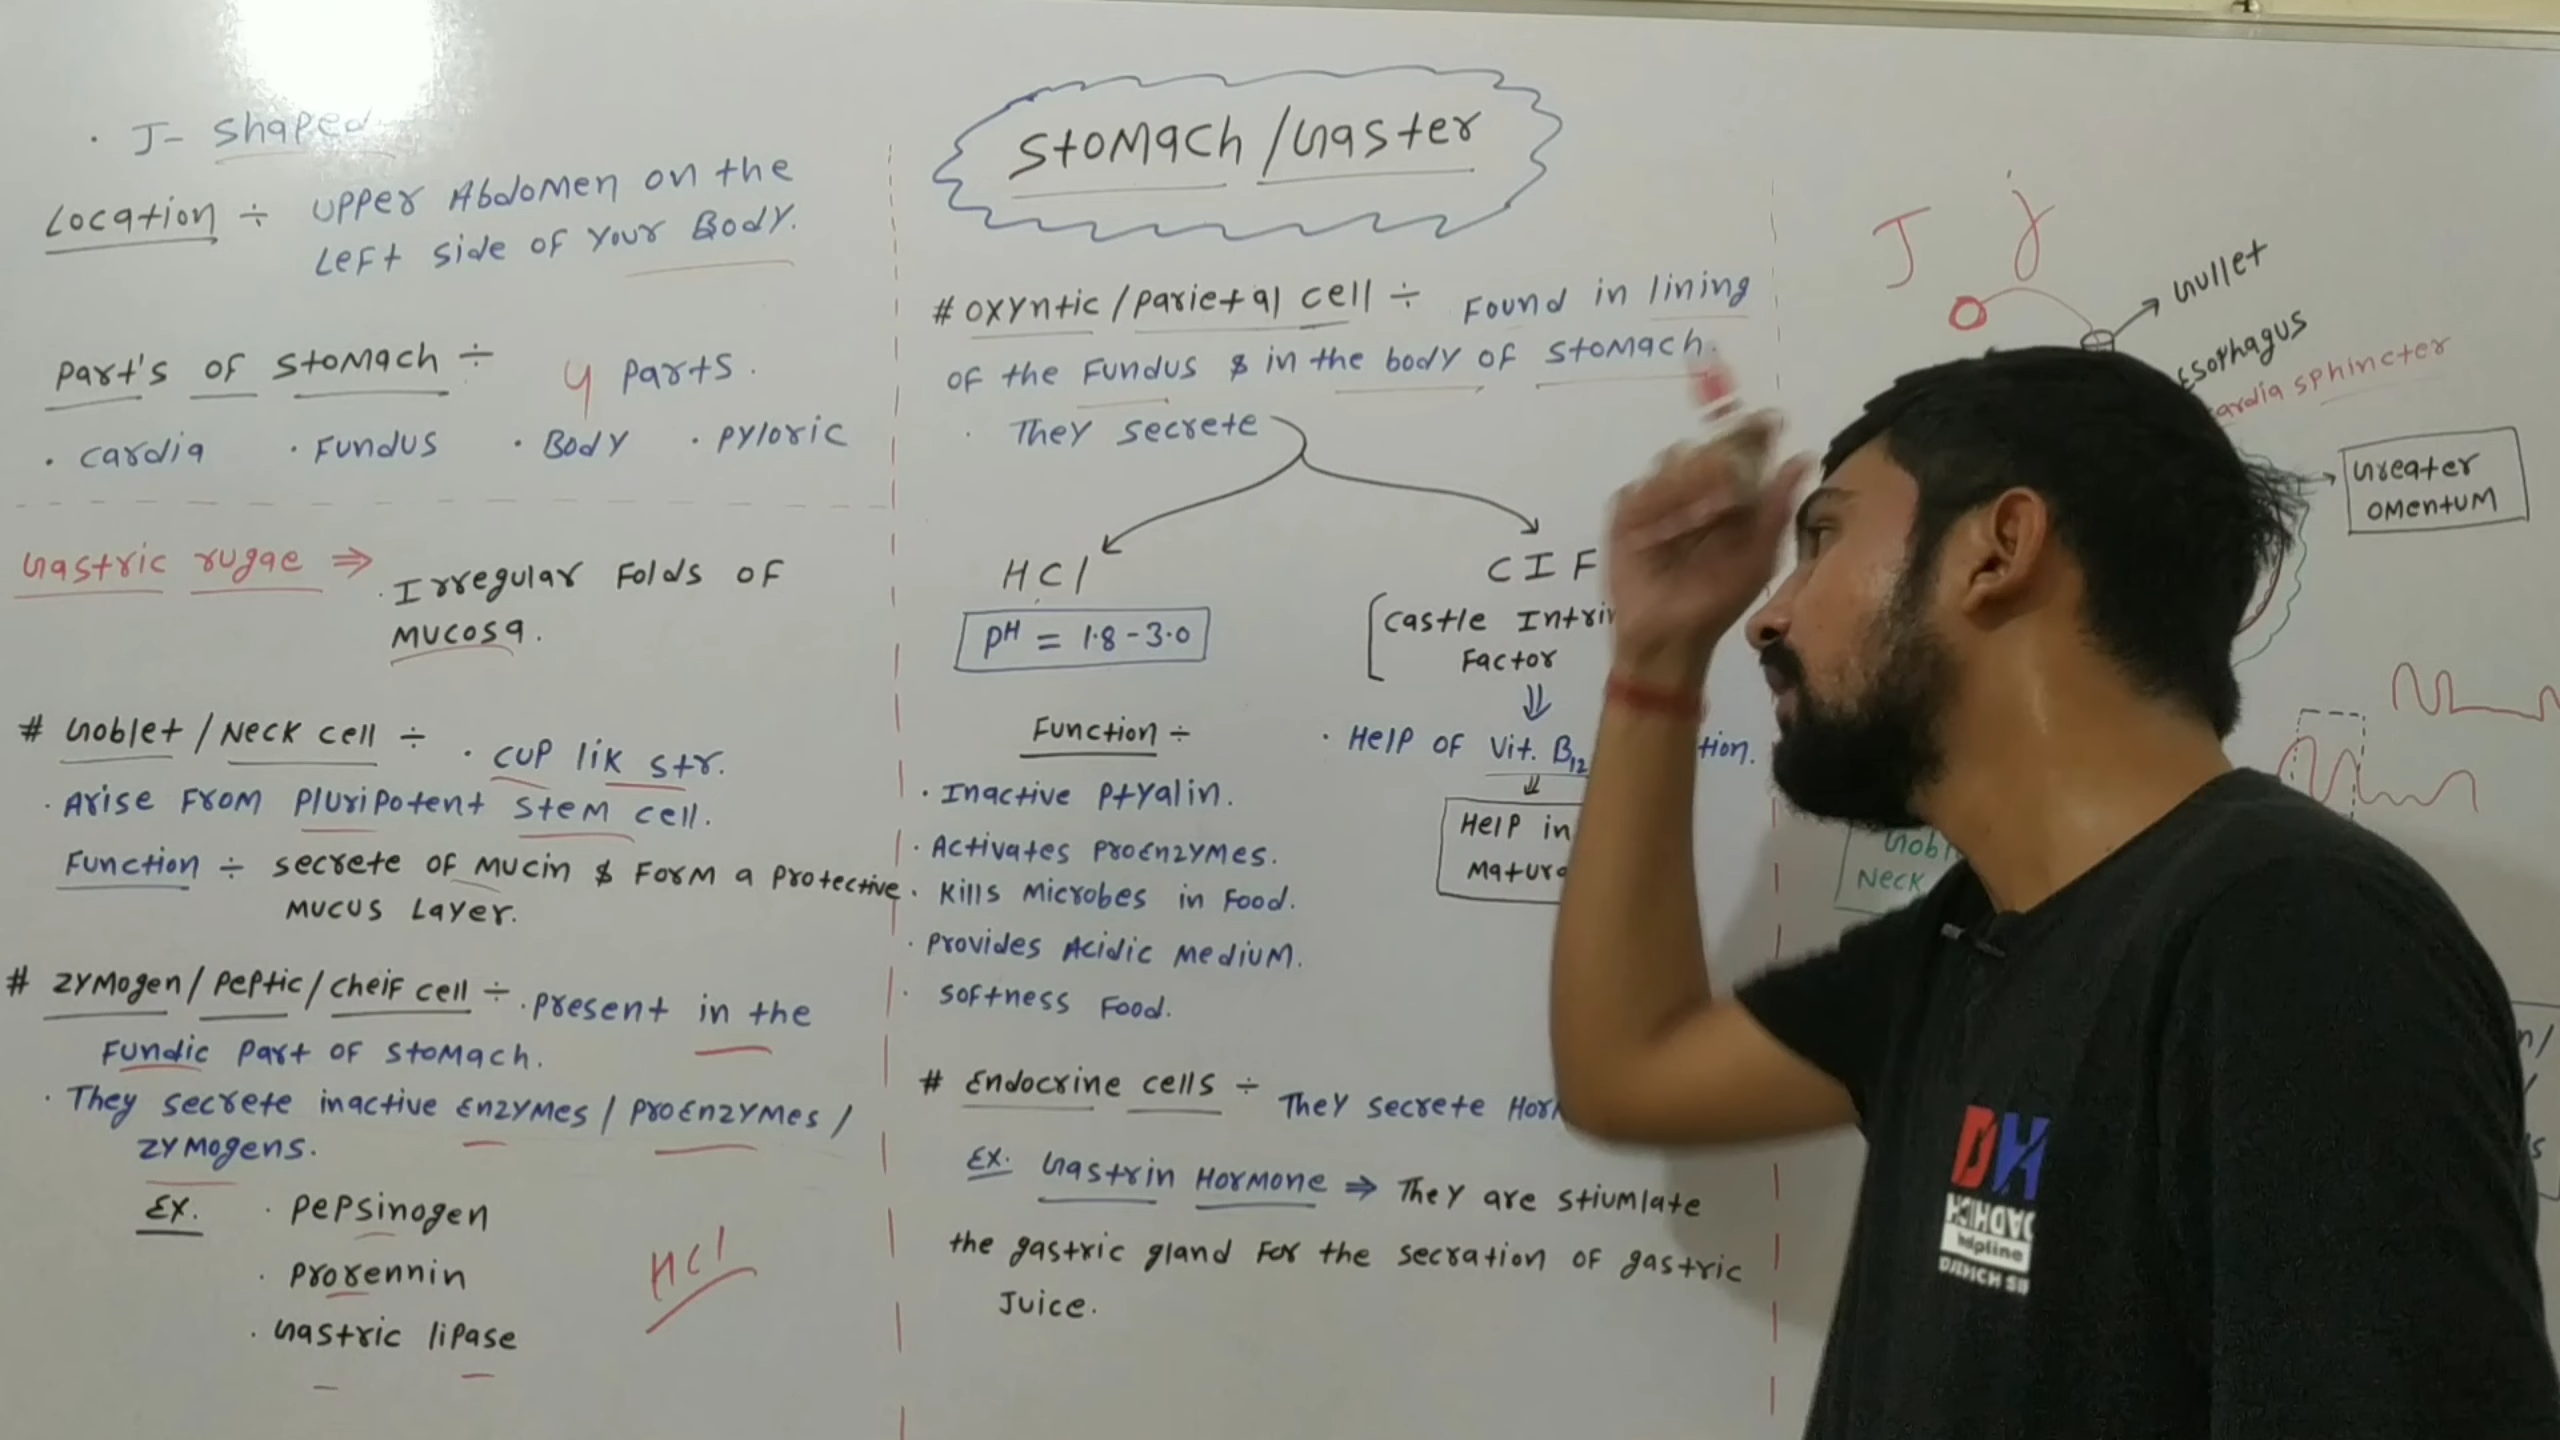 • J- Shaped
Location ÷ Upper Abdomen on the
Left side of Your Body.
Part's of Stomach ÷ 4 Parts.
• Cardia • Fundus • Body • Pyloric
Gastric rugae ⇒ • Irregular Folds of
Mucosa.
# Goblet / Neck cell ÷ • Cup lik str.
• Arise From Pluripotent Stem cell.
Function ÷ secrete of Mucin & Form a Protective
Mucus Layer.
# Zymogen / Peptic / Cheif cell ÷ • Present in the
Fundic Part of Stomach.
• They secrete inactive Enzymes / ProEnzymes /
Zymogens.
Ex. • Pepsinogen
• Prorennin
• Gastric lipase
HCl
Stomach / Gaster
# Oxyntic / Parietal cell ÷ Found in lining
of the Fundus & in the body of Stomach.
• They secrete
HCl
PH = 1.8 - 3.0
Function ÷
• Inactive Ptyalin.
• Activates ProEnzymes.
• Kills Microbes in Food.
• Provides Acidic Medium.
• Softness Food.
CIF
[Castle
Factor
⇓
• Help of Vit. B12
⇓
Help in
# Endocrine cells ÷ They secrete
Ex. Gastrin Hormone ⇒ They are Stiumlate
the gastric gland For the secration of gastric
Juice.
J j
Gullet
Esophagus
sphincter
Greater
Omentum
Neck
DH
helpline